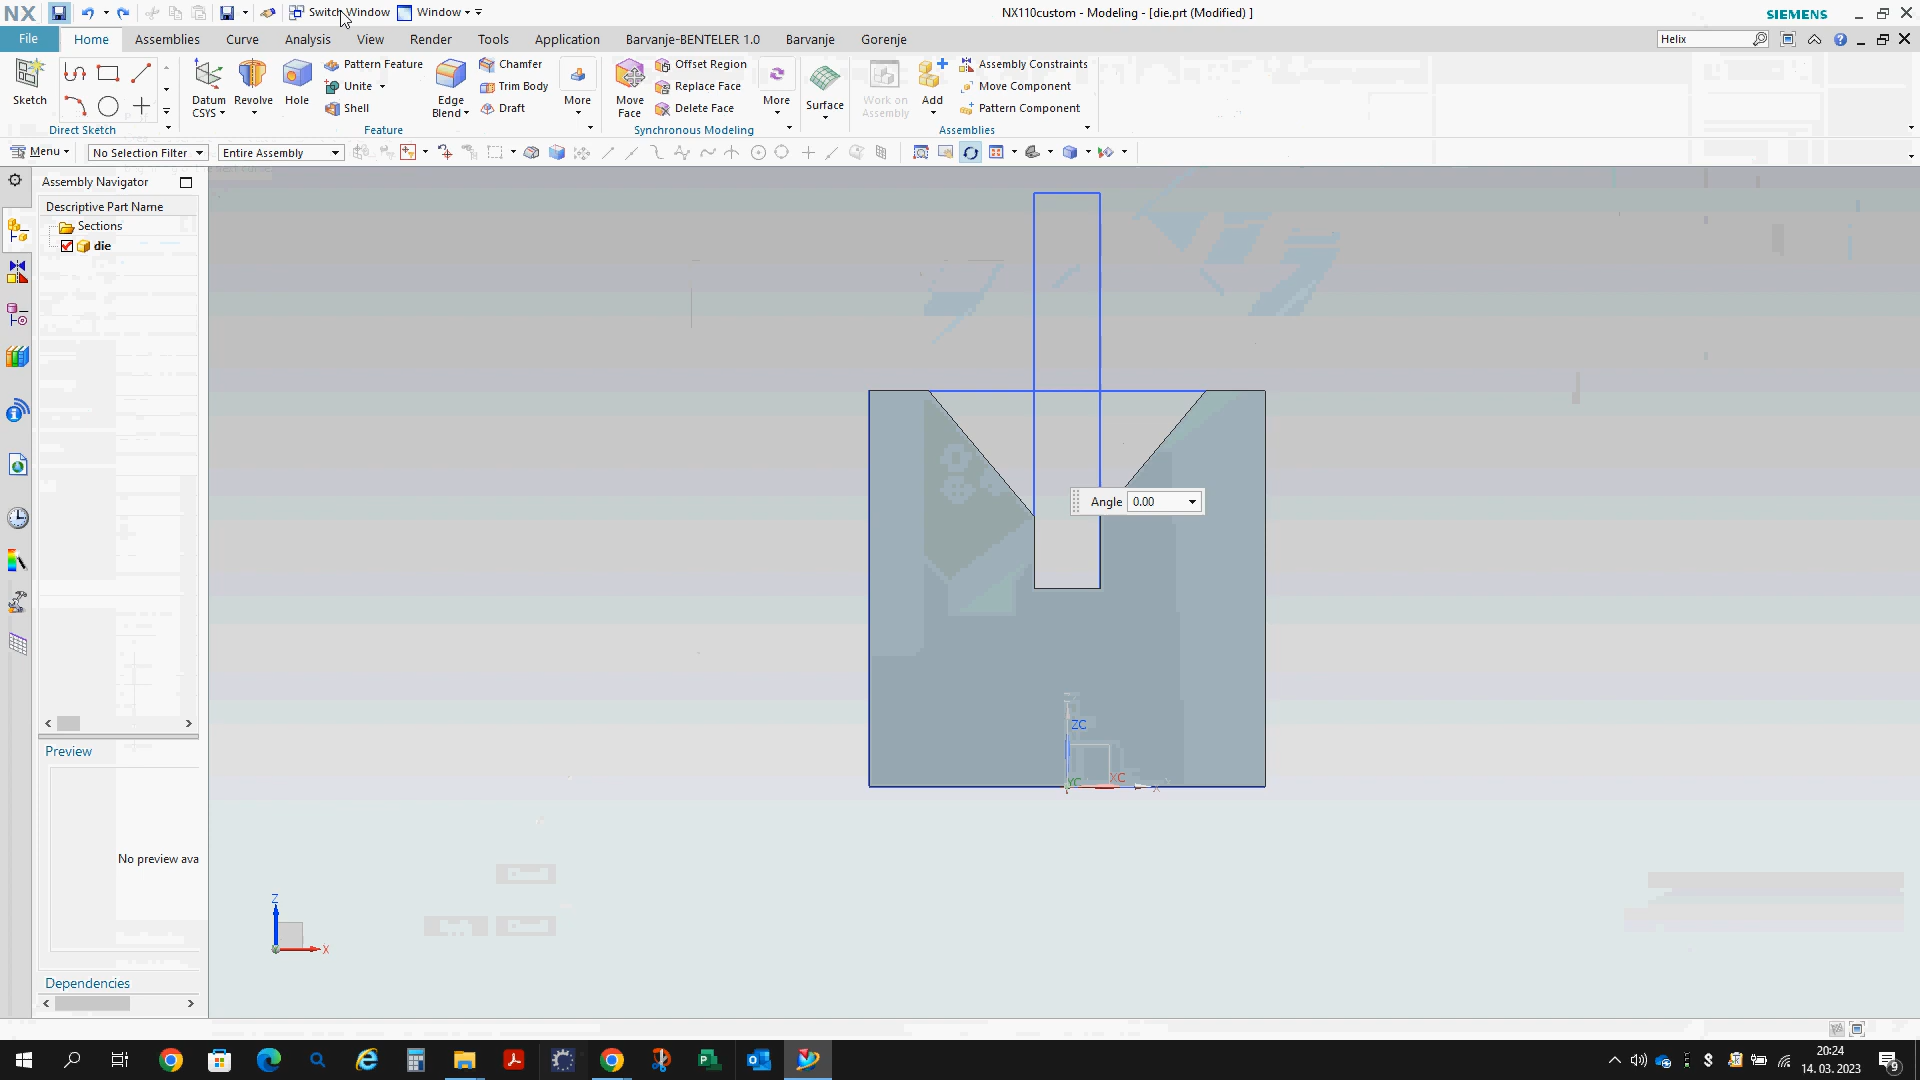 NX Switch Window Window NX110custom - Modeling - [die.prt (Modified) ] SIEMENS
File Home Assemblies Curve Analysis View Render Tools Application Barvanje-BENTELER 1.0 Barvanje Gorenje Helix
Sketch
Direct Sketch
Datum CSYS
Revolve
Hole
Pattern Feature
Unite
Shell
Edge Blend
Chamfer
Trim Body
Draft
More
Feature
Move Face
Offset Region
Replace Face
Delete Face
More
Synchronous Modeling
Surface
Work on Assembly
Add
Assembly Constraints
Move Component
Pattern Component
Assemblies
Menu No Selection Filter Entire Assembly
Assembly Navigator
Descriptive Part Name
Sections
die
Preview
No preview ava
Dependencies
Angle 0.00
ZC
YC
XC
Z
X
20:24
14. 03. 2023
9